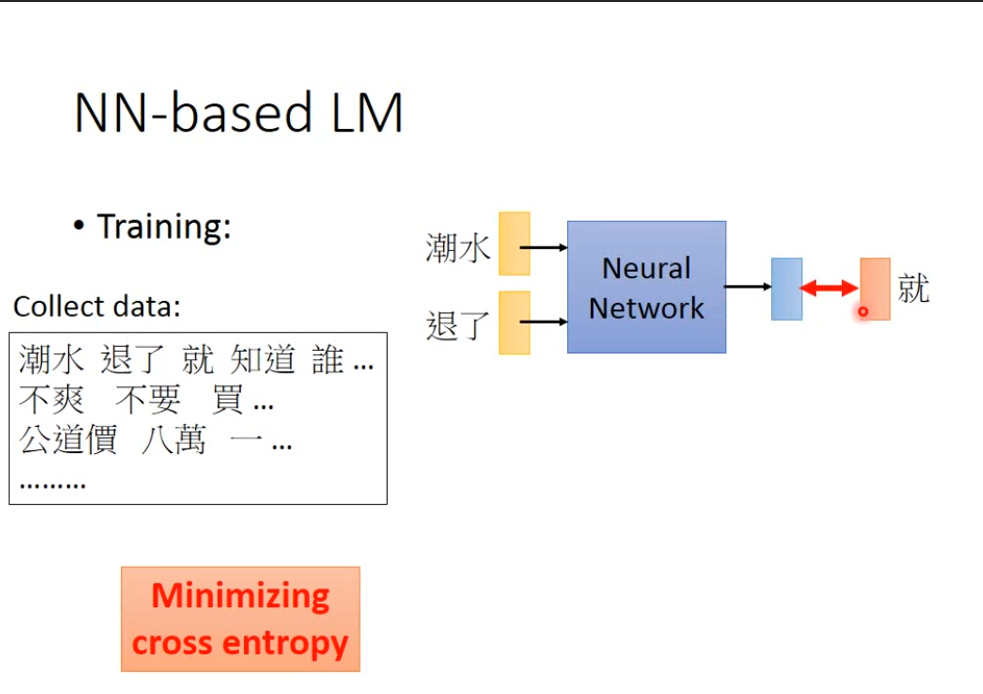 NN-based LM
• Training:
Collect data:
潮水 退了 就 知道 誰 ...
不爽 不要 買 ...
公道價 八萬 一 ...
………
Minimizing
cross entropy
潮水
退了
Neural
Network
就